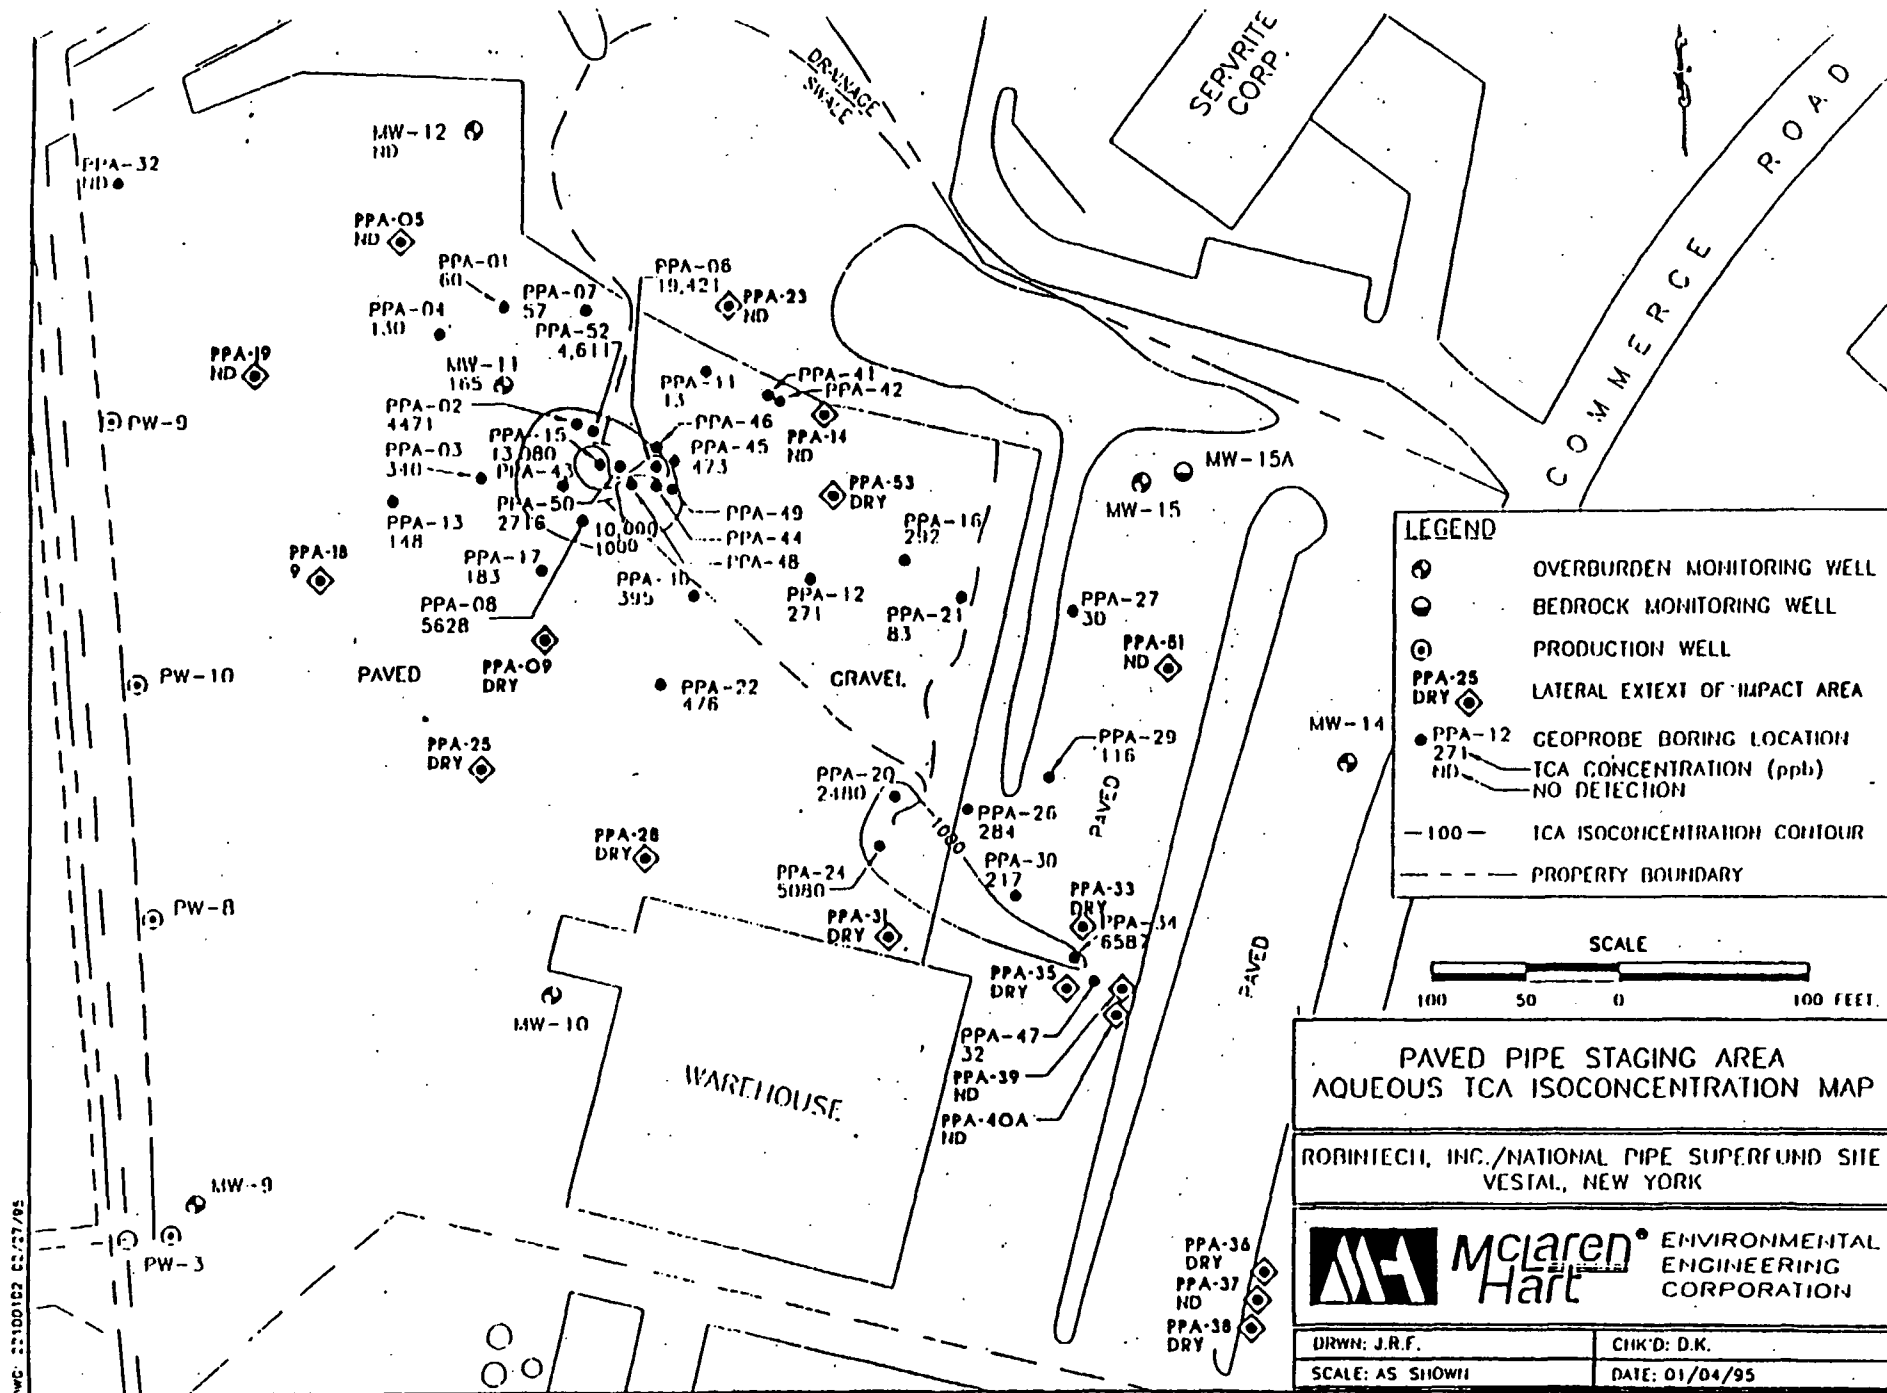 DRAINAGE
SWALE
SERVRITE
CORP.
COMMERCE ROAD
MW-12
ND
PPA-32
ND
PPA-05
ND
PPA-01
60
PPA-07
57
PPA-06
19,421
PPA-23
ND
PPA-04
130
PPA-52
4,611
PPA-19
ND
MW-11
165
PPA-11
13
PPA-41
PPA-42
PW-9
PPA-02
4471
PPA-15
13,080
PPA-46
PPA-14
ND
PPA-03
340
PPA-43
PPA-45
473
MW-15A
MW-15
PPA-53
DRY
PPA-50
2716
PPA-13
148
10,000
1000
PPA-49
PPA-44
PPA-48
PPA-16
292
PPA-18
9
PPA-17
183
PPA-10
395
PPA-12
271
PPA-21
83
PPA-27
30
PPA-08
5628
PPA-09
DRY
PPA-51
ND
PW-10
PAVED
PPA-22
476
GRAVEL
MW-14
PPA-25
DRY
PPA-29
116
PPA-20
2480
PPA-26
284
PAVED
1000
PPA-28
DRY
PPA-24
5080
PPA-30
217
PPA-33
DRY
PPA-34
6587
PW-8
PPA-31
DRY
PPA-35
DRY
PAVED
MW-10
PPA-47
32
PPA-39
ND
PPA-40A
ND
WAREHOUSE
MW-9
PW-3
PPA-36
DRY
PPA-37
ND
PPA-38
DRY
LEGEND
OVERBURDEN MONITORING WELL
BEDROCK MONITORING WELL
PRODUCTION WELL
PPA-25
DRY
LATERAL EXTEXT OF IMPACT AREA
PPA-12
271
ND
GEOPROBE BORING LOCATION
TCA CONCENTRATION (ppb)
NO DETECTION
-100- TCA ISOCONCENTRATION CONTOUR
PROPERTY BOUNDARY
SCALE
100 50 0 100 FEET
PAVED PIPE STAGING AREA
AQUEOUS TCA ISOCONCENTRATION MAP
ROBINTECH, INC./NATIONAL PIPE SUPERFUND SITE
VESTAL, NEW YORK
McLaren®
Hart
ENVIRONMENTAL
ENGINEERING
CORPORATION
DRWN: J.R.F. CHK'D: D.K.
SCALE: AS SHOWN DATE: 01/04/95